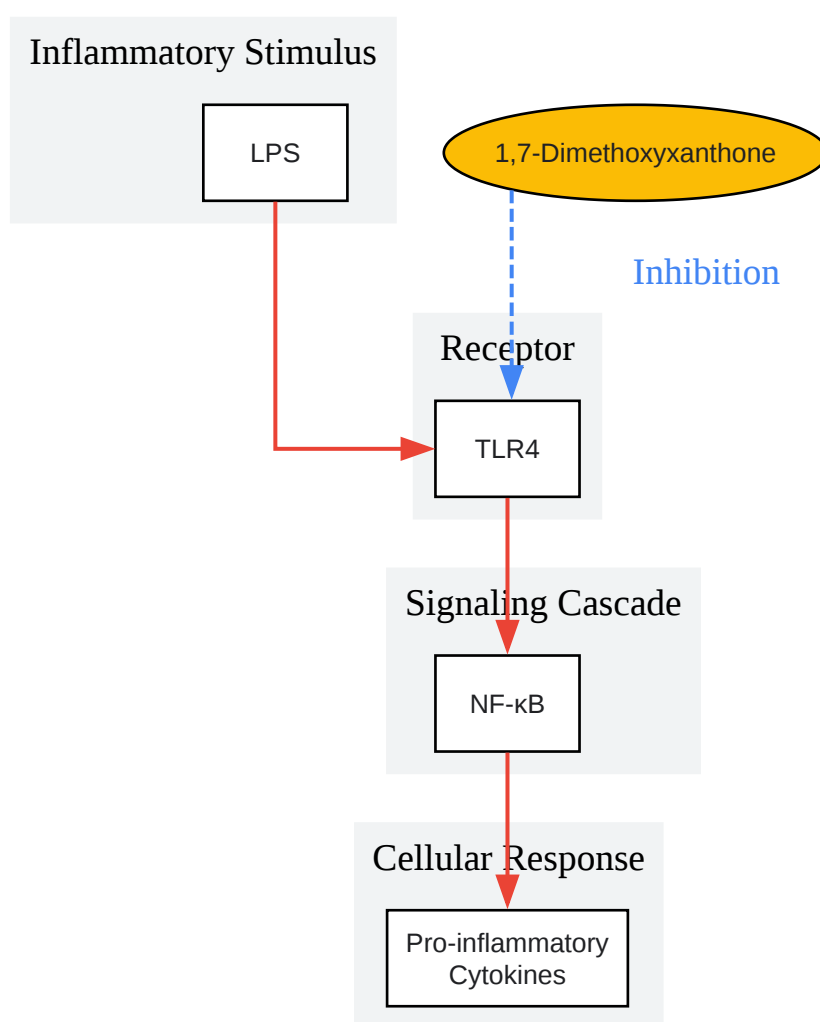 Inflammatory Stimulus
LPS
1,7-Dimethoxyxanthone
Inhibition
Receptor
TLR4
Signaling Cascade
NF-κB
Cellular Response
Pro-inflammatory
Cytokines